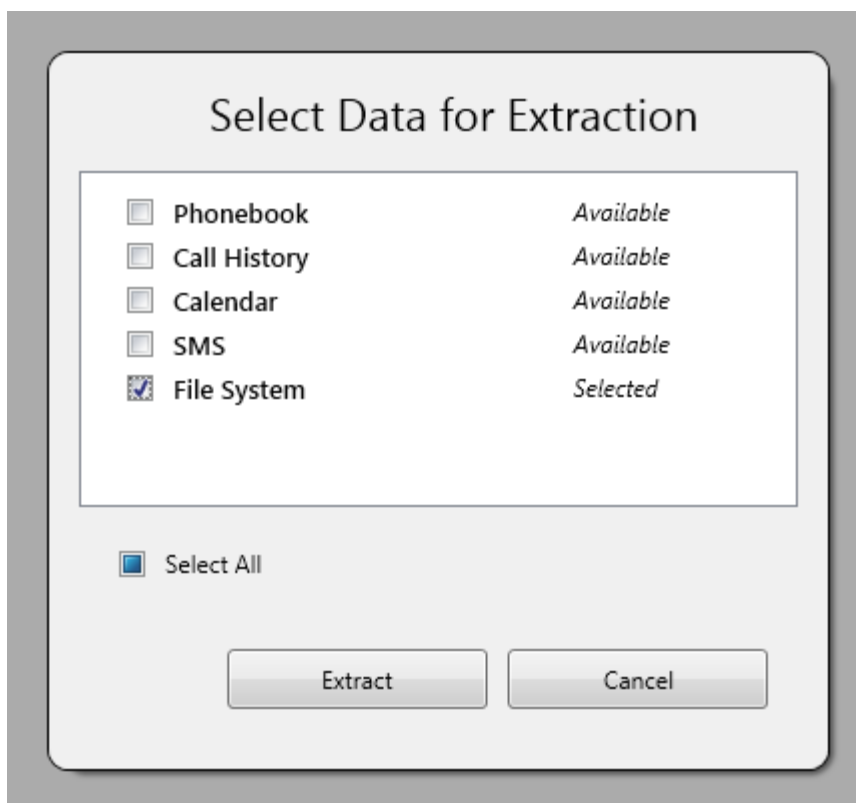 Select Data for Extraction
Phonebook Available
Call History Available
Calendar Available
SMS Available
File System Selected
Select All
Extract Cancel